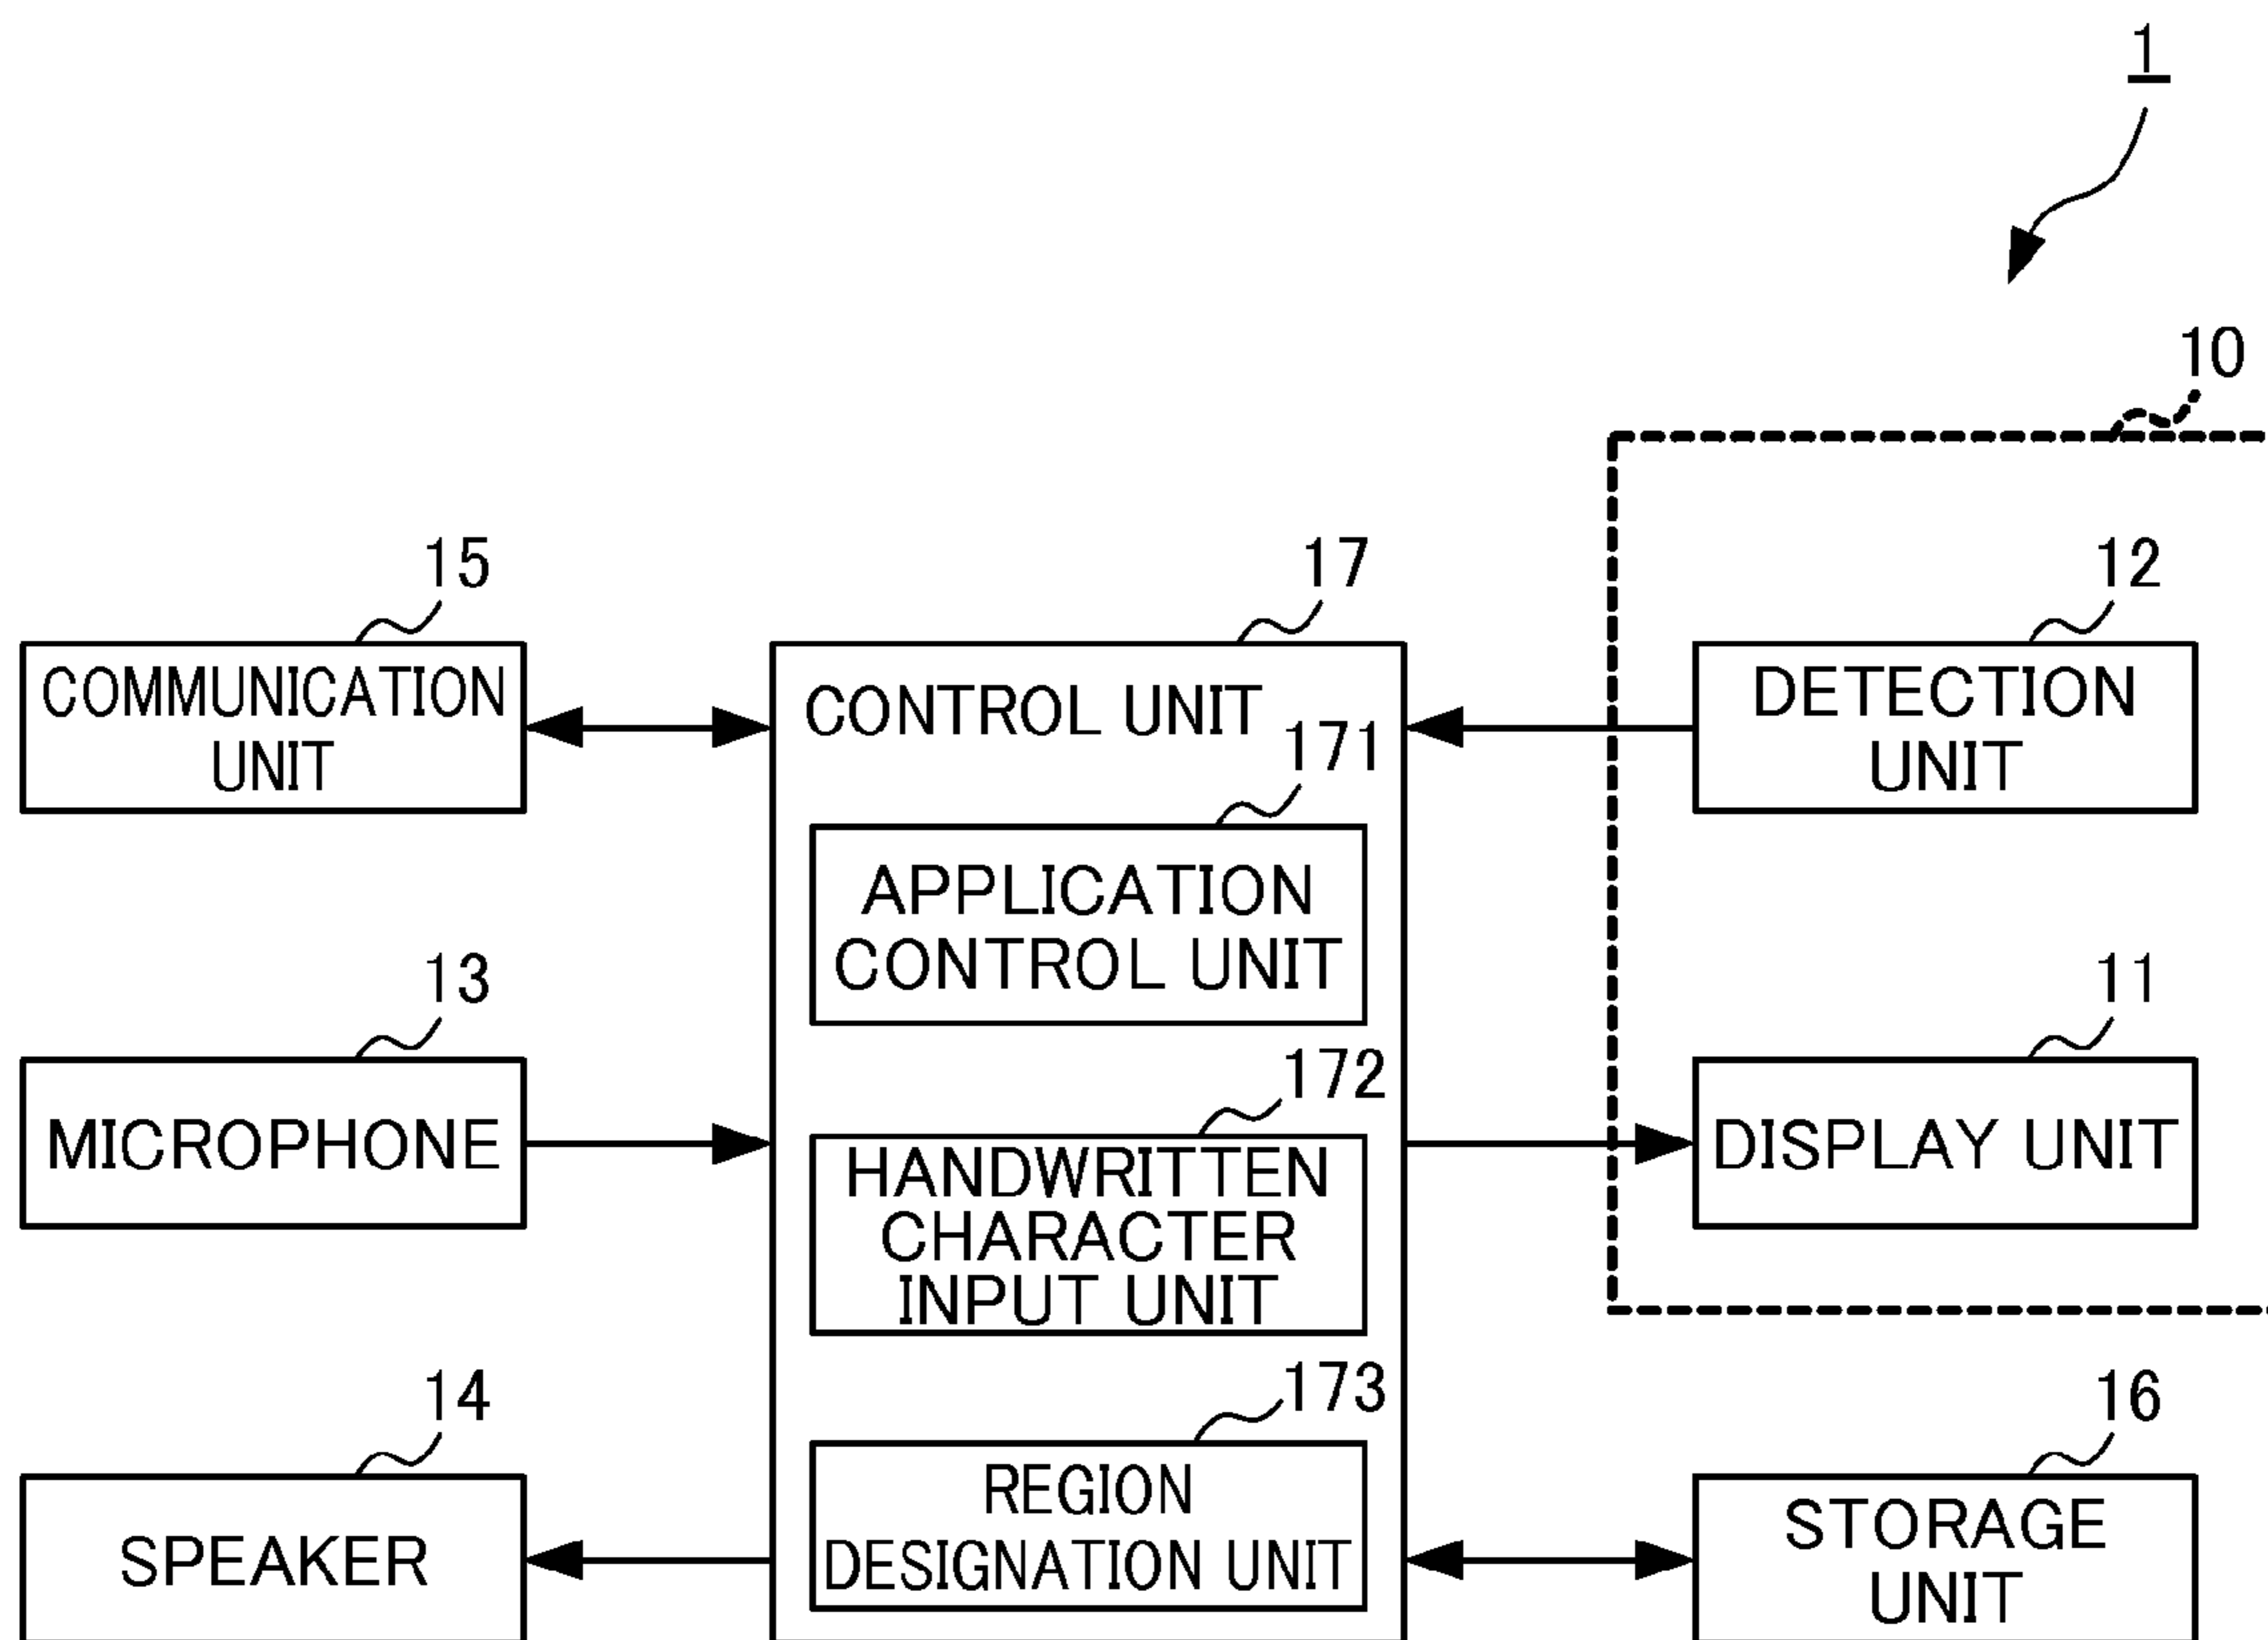 1
10
15
COMMUNICATION
UNIT
17
CONTROL UNIT
12
DETECTION
UNIT
171
APPLICATION
CONTROL UNIT
13
MICROPHONE
172
HANDWRITTEN
CHARACTER
INPUT UNIT
11
DISPLAY UNIT
14
SPEAKER
173
REGION
DESIGNATION UNIT
16
STORAGE
UNIT